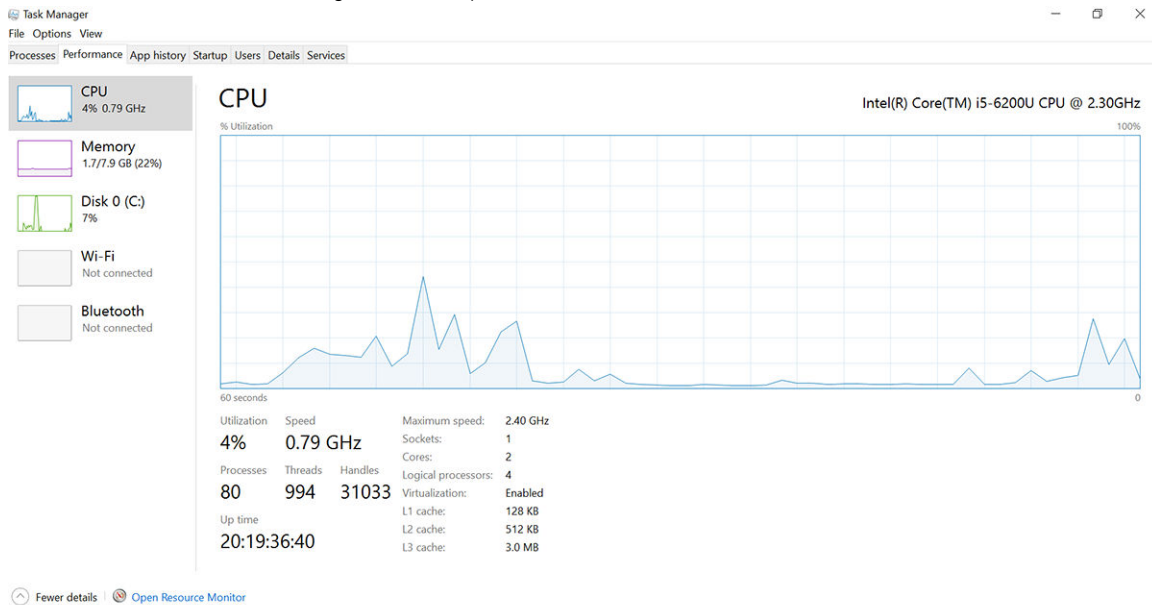 Task Manager
File Options View
Processes Performance App history Startup Users Details Services
CPU
4% 0.79 GHz
Memory
1.7/7.9 GB (22%)
Disk 0 (C:)
7%
Wi-Fi
Not connected
Bluetooth
Not connected
CPU
Intel(R) Core(TM) i5-6200U CPU @ 2.30GHz
% Utilization 100%
60 seconds 0
Utilization Speed
4% 0.79 GHz
Processes Threads Handles
80 994 31033
Up time
20:19:36:40
Maximum speed: 2.40 GHz
Sockets: 1
Cores: 2
Logical processors: 4
Virtualization: Enabled
L1 cache: 128 KB
L2 cache: 512 KB
L3 cache: 3.0 MB
Fewer details Open Resource Monitor